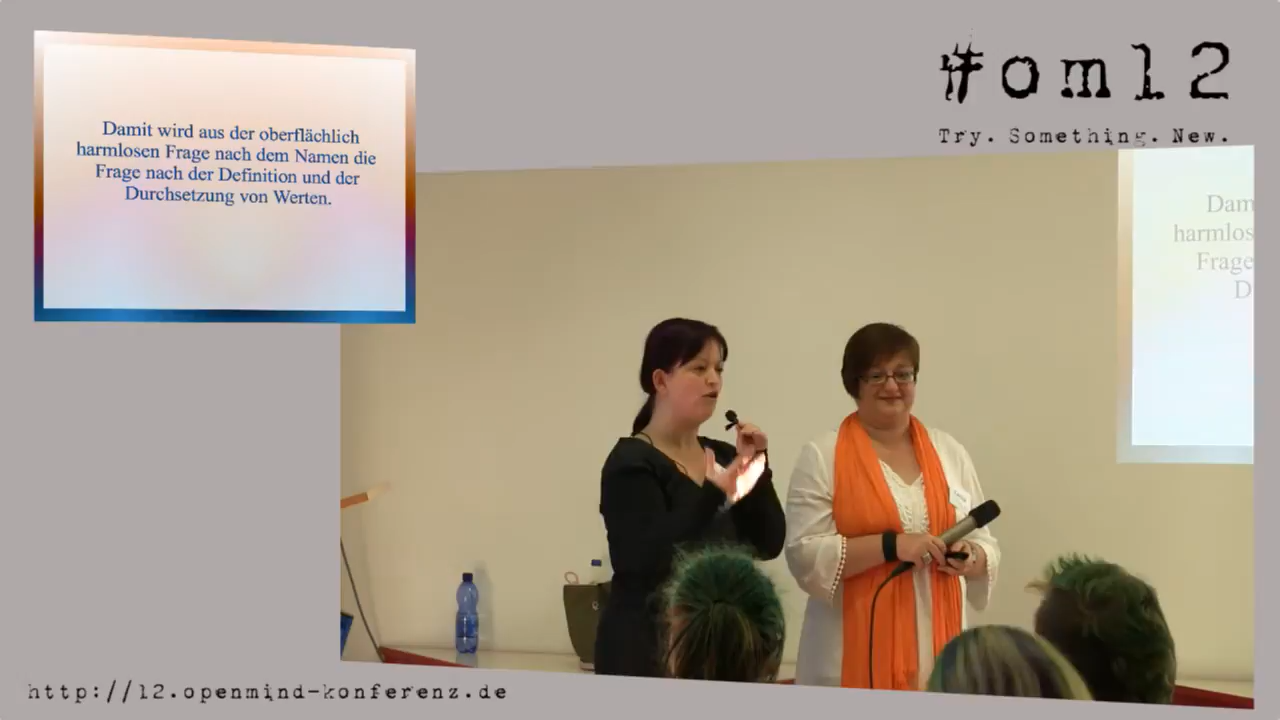 Damit wird aus der oberflächlich
harmlosen Frage nach dem Namen die
Frage nach der Definition und der
Durchsetzung von Werten.
#om12
Try. Something. New.
Dam
harmlos
Frage
D
http://12.openmind-konferenz.de